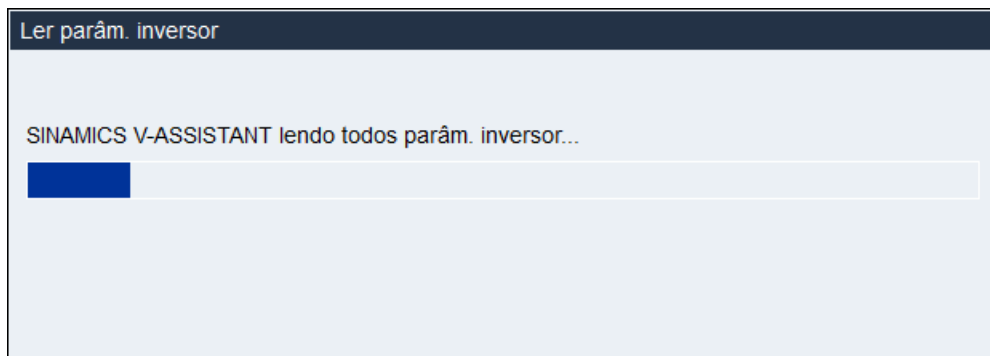 Ler parâm. inversor
SINAMICS V-ASSISTANT lendo todos parâm. inversor...